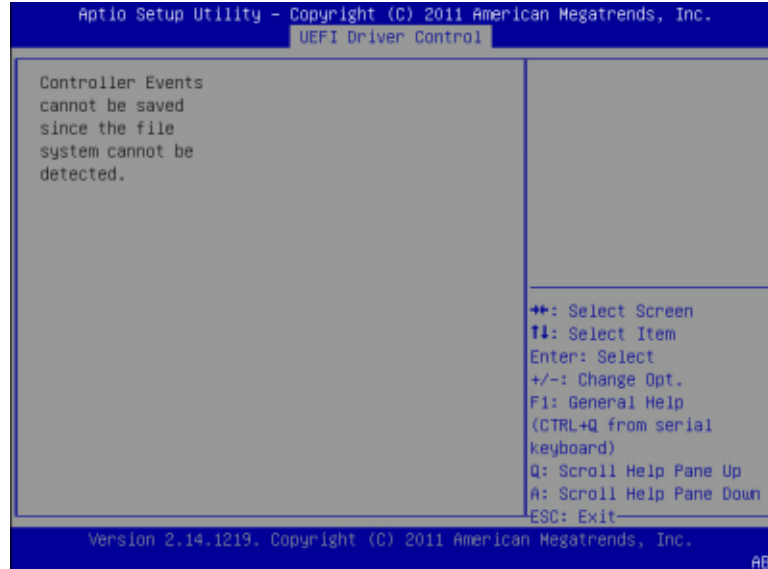 Aptio Setup Utility – Copyright (C) 2011 American Megatrends, Inc.
UEFI Driver Control
Controller Events
cannot be saved
since the file
system cannot be
detected.
→←: Select Screen
↑↓: Select Item
Enter: Select
+/-: Change Opt.
F1: General Help
(CTRL+Q from serial
keyboard)
Q: Scroll Help Pane Up
A: Scroll Help Pane Down
ESC: Exit
Version 2.14.1219. Copyright (C) 2011 American Megatrends, Inc.
AB